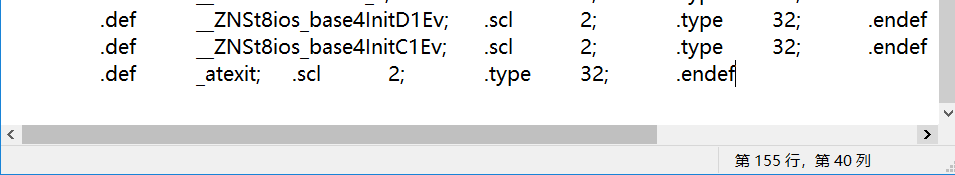 .def __ZNSt8ios_base4InitD1Ev; .scl 2; .type 32; .endef
.def __ZNSt8ios_base4InitC1Ev; .scl 2; .type 32; .endef
.def _atexit; .scl 2; .type 32; .endef
第 155 行，第 40 列